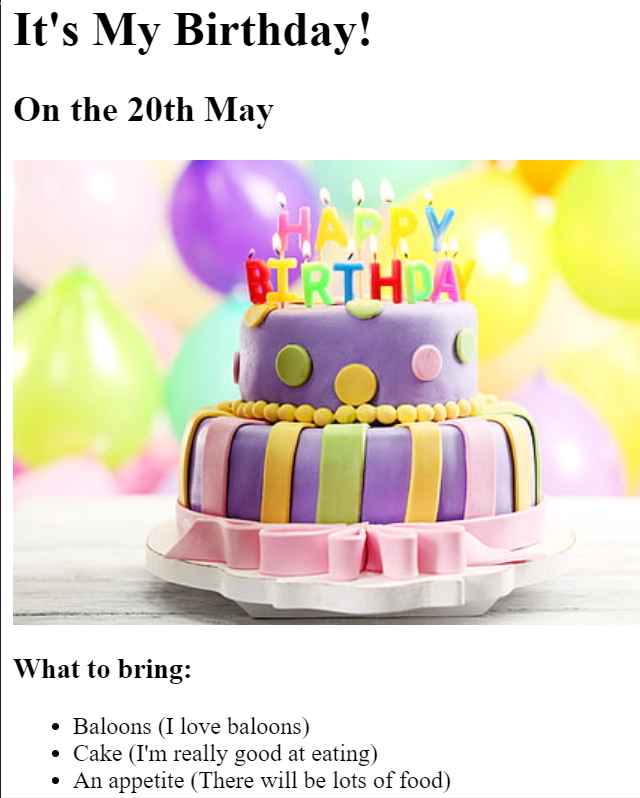 It's My Birthday!
On the 20th May
HAPPY
BIRTHDAY
What to bring:
Baloons (I love baloons)
Cake (I'm really good at eating)
An appetite (There will be lots of food)